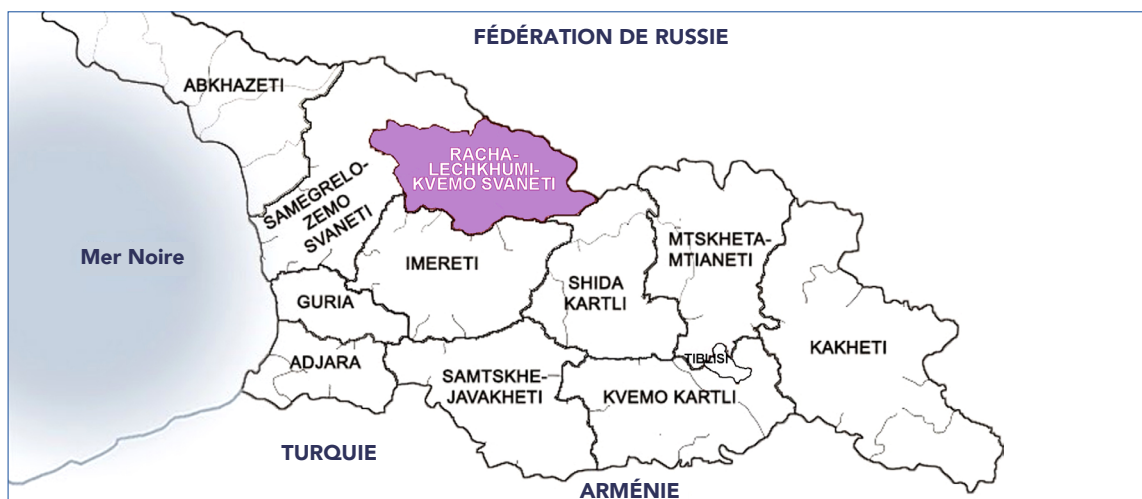 FÉDÉRATION DE RUSSIE
ABKHAZETI
RACHA-
LECHKHUMI-
KVEMO SVANETI
SAMEGRELO-
ZEMO
SVANETI
MTSKHETA-
MTIANETI
Mer Noire
IMERETI
SHIDA
KARTLI
GURIA
KAKHETI
TIBLISI
ADJARA
SAMTSKHE-
JAVAKHETI
KVEMO KARTLI
TURQUIE
ARMÉNIE